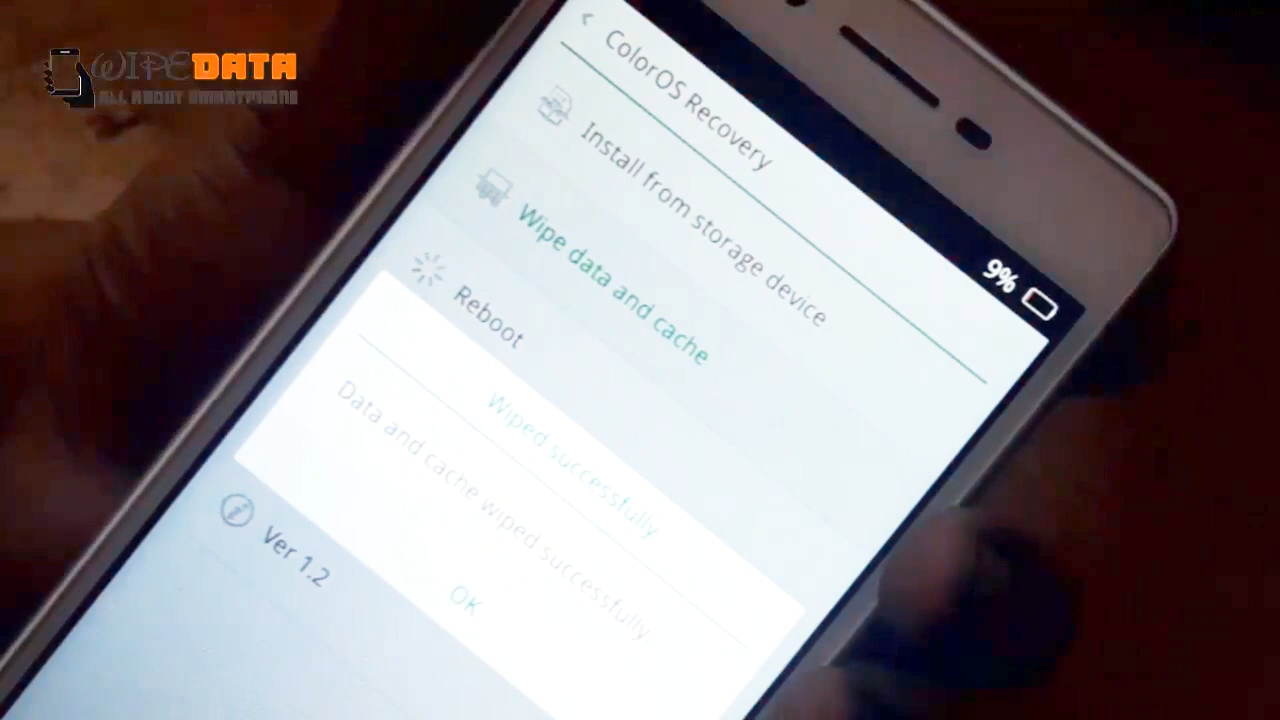 WIPEDATA
ALL ABOUT SMARTPHONE
9%
ColorOS Recovery
Install from storage device
Wipe data and cache
Reboot
Wiped successfully
Data and cache wiped successfully.
OK
Ver 1.2